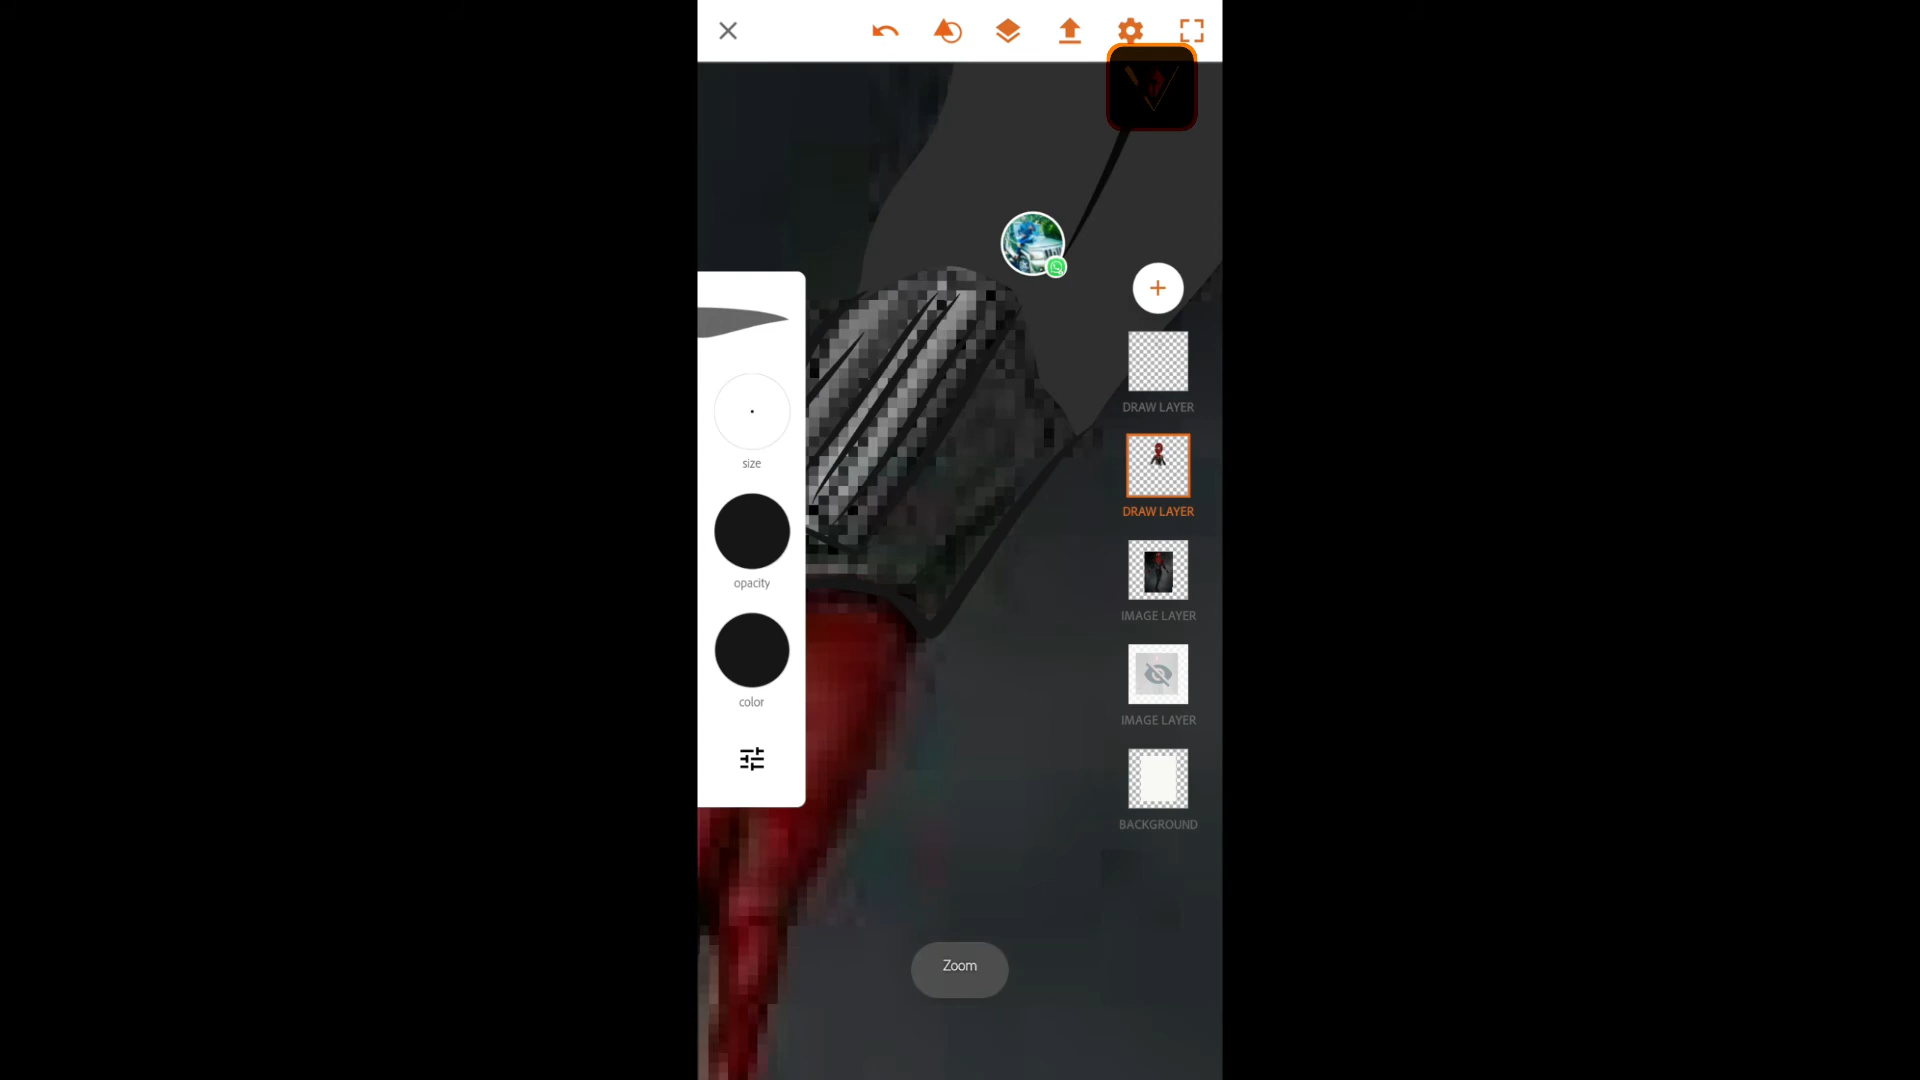 size
opacity
color
DRAW LAYER
DRAW LAYER
IMAGE LAYER
IMAGE LAYER
BACKGROUND
Zoom